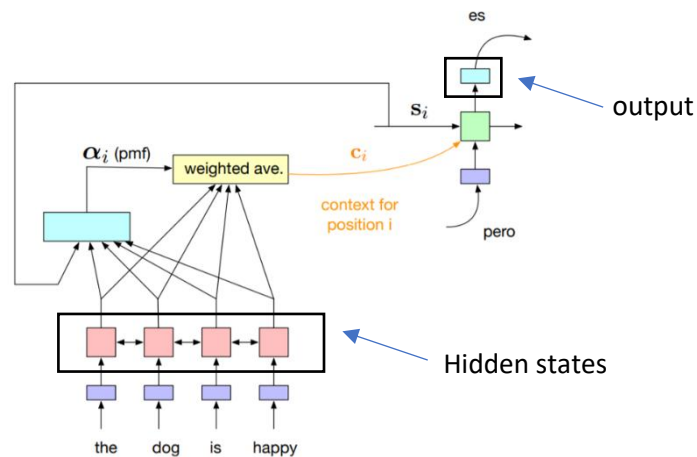 es
output
s_i
α_i (pmf)
weighted ave.
c_i
context for
position i
pero
Hidden states
the dog is happy